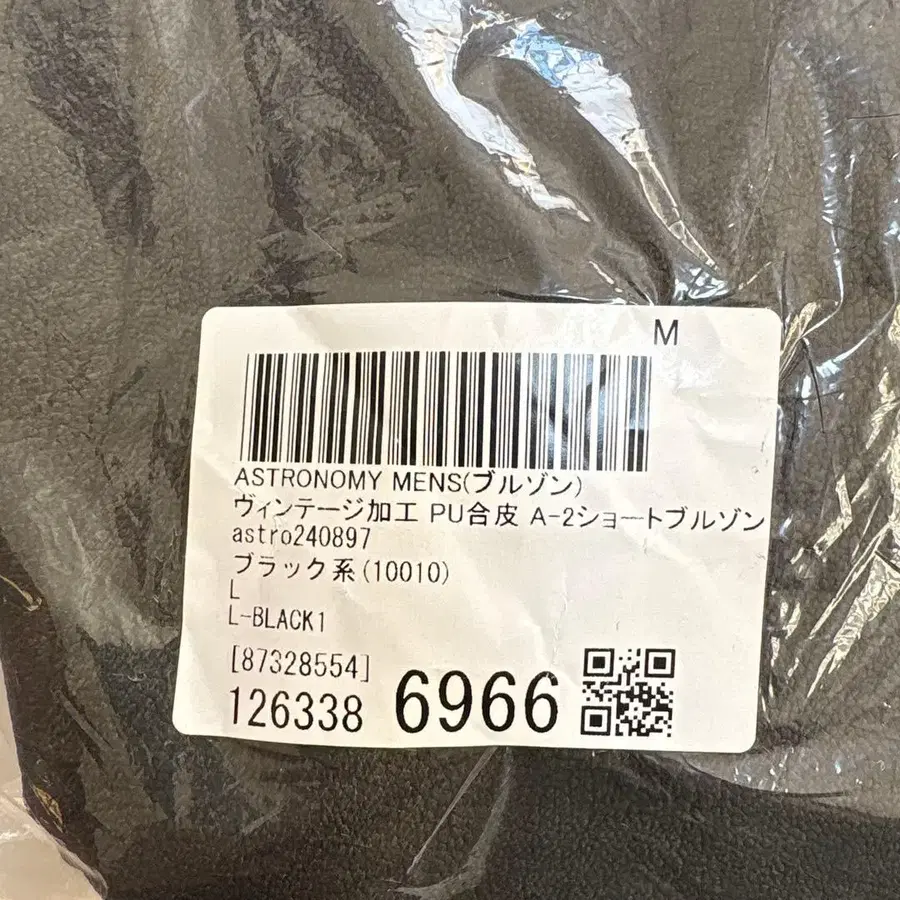 M
ASTRONOMY MENS(ブルゾン)
ヴィンテージ加工 PU合皮 A-2ショートブルゾン
astro240897
ブラック系(10010)
L
L-BLACK1
[87328554]
126338 6966